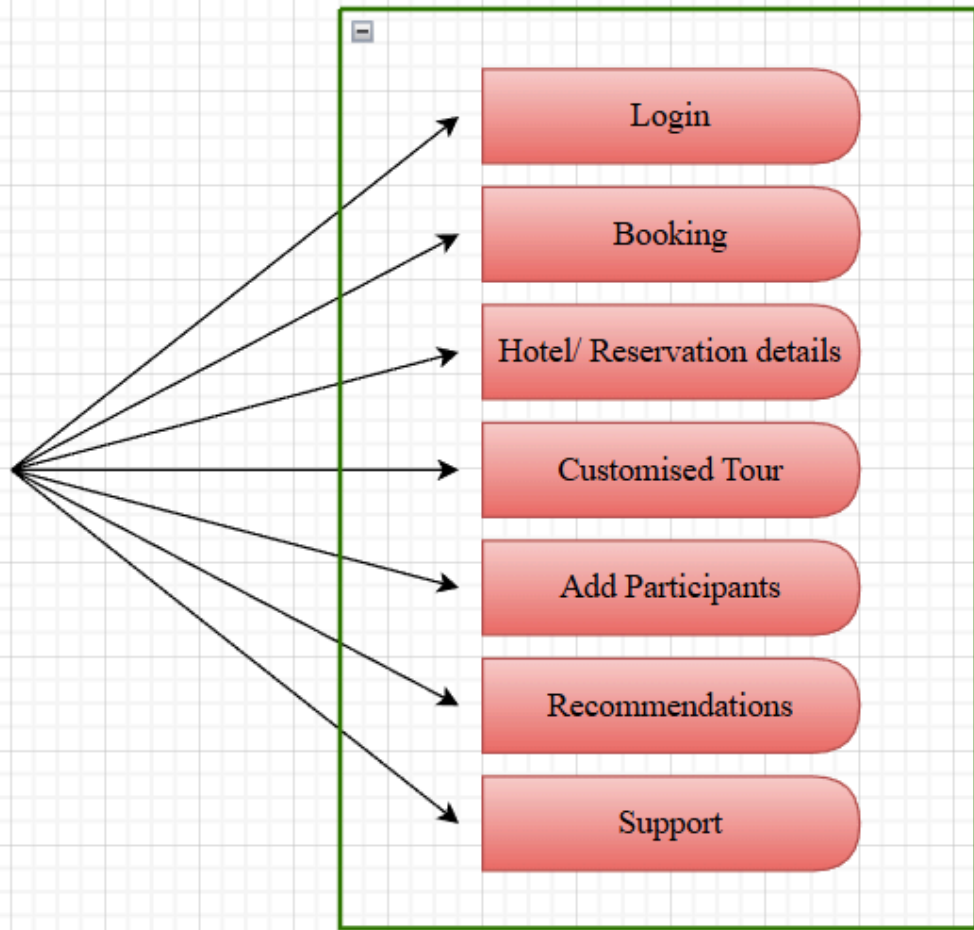 Login
Booking
Hotel/ Reservation details
Customised Tour
Add Participants
Recommendations
Support